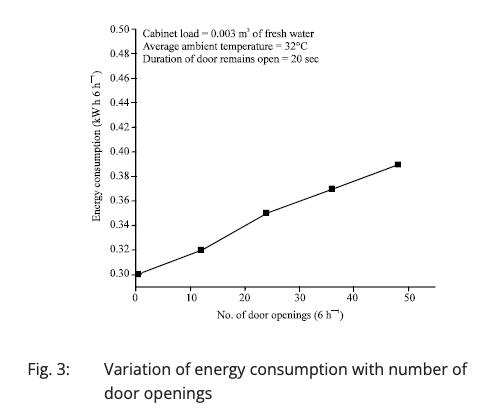 Cabinet load = 0.003 m³ of fresh water
Average ambient temperature = 32°C
Duration of door remains open = 20 sec
Energy consumption (kW h 6 h⁻¹)
0.50
0.48
0.46
0.44
0.42
0.40
0.38
0.36
0.34
0.32
0.30
0 10 20 30 40 50
No. of door openings (6 h⁻¹)
Fig. 3: Variation of energy consumption with number of
door openings